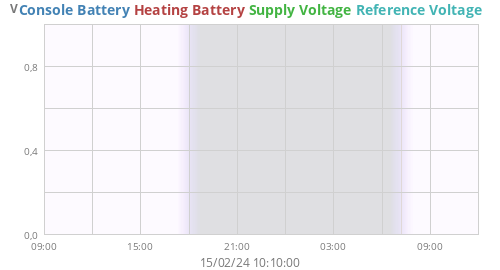 V Console Battery Heating Battery Supply Voltage Reference Voltage
0,8
0,4
0,0
09:00 15:00 21:00 03:00 09:00
15/02/24 10:10:00